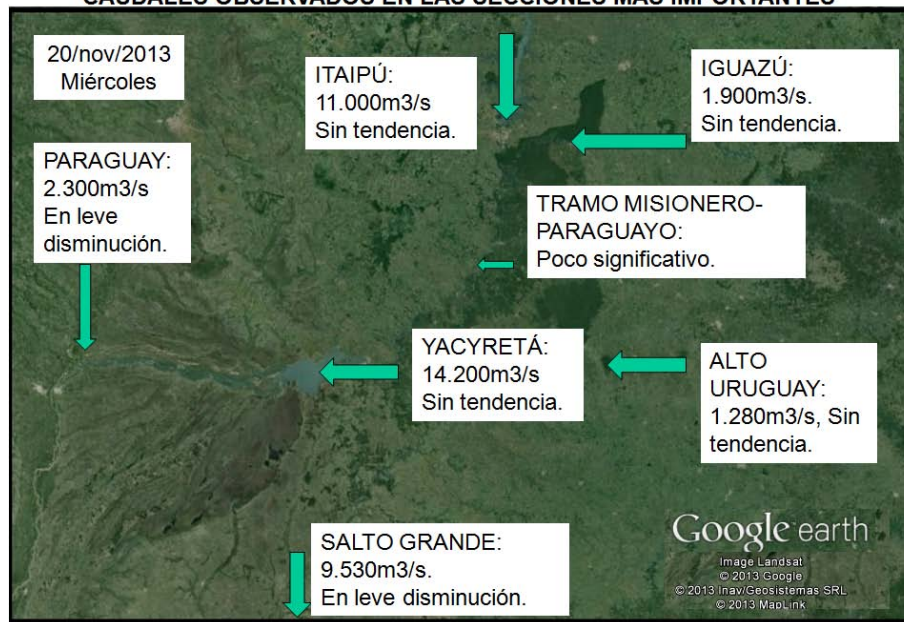 CAUDALES OBSERVADOS EN LAS SECCIONES MÁS IMPORTANTES
20/nov/2013
Miércoles
ITAIPÚ:
11.000m3/s
Sin tendencia.
IGUAZÚ:
1.900m3/s.
Sin tendencia.
PARAGUAY:
2.300m3/s
En leve
disminución.
TRAMO MISIONERO-
PARAGUAYO:
Poco significativo.
YACYRETÁ:
14.200m3/s
Sin tendencia.
ALTO
URUGUAY:
1.280m3/s, Sin
tendencia.
SALTO GRANDE:
9.530m3/s.
En leve disminución.
Google earth
Image Landsat
© 2013 Google
© 2013 Inav/Geosistemas SRL
© 2013 MapLink